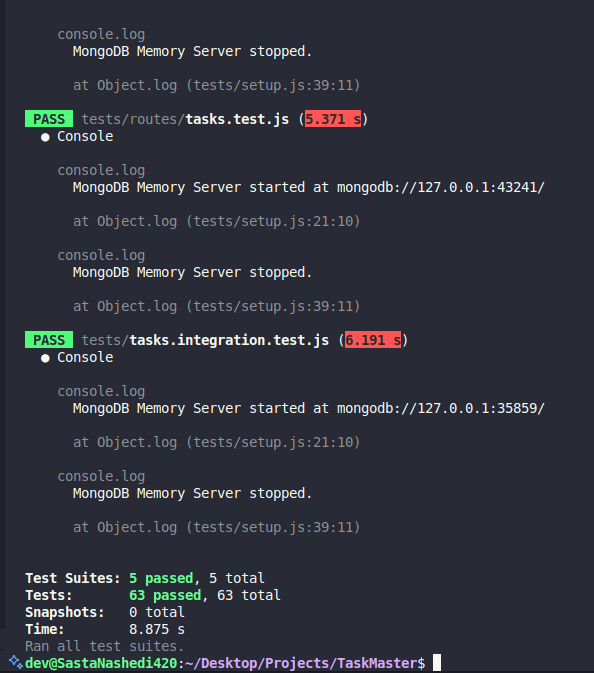 console.log
MongoDB Memory Server stopped.
at Object.log (tests/setup.js:39:11)
PASS tests/routes/tasks.test.js (5.371 s)
● Console
console.log
MongoDB Memory Server started at mongodb://127.0.0.1:43241/
at Object.log (tests/setup.js:21:10)
console.log
MongoDB Memory Server stopped.
at Object.log (tests/setup.js:39:11)
PASS tests/tasks.integration.test.js (6.191 s)
● Console
console.log
MongoDB Memory Server started at mongodb://127.0.0.1:35859/
at Object.log (tests/setup.js:21:10)
console.log
MongoDB Memory Server stopped.
at Object.log (tests/setup.js:39:11)
Test Suites: 5 passed, 5 total
Tests: 63 passed, 63 total
Snapshots: 0 total
Time: 8.875 s
Ran all test suites.
dev@SastaNashedi420:~/Desktop/Projects/TaskMaster$